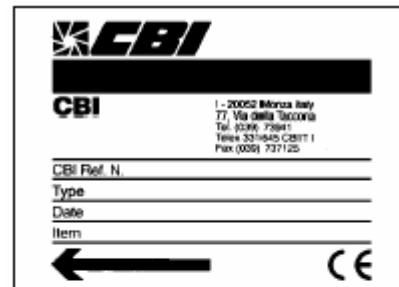 CBI
CBI
I - 20052 Monza Italy
77, Via della Taccona
Tel. (039) 73941
Telex 331645 CBITT I
Fax (039) 737125
CBI Ref. N.
Type
Date
Item
CE